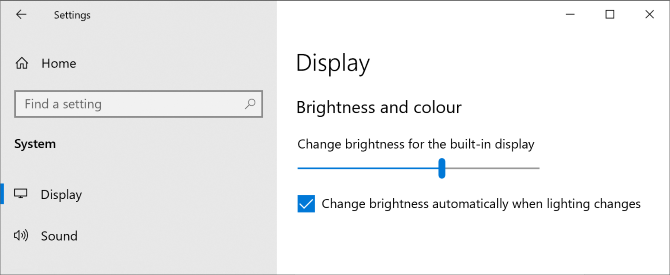 Settings
Home
Find a setting
System
Display
Sound
Display
Brightness and colour
Change brightness for the built-in display
Change brightness automatically when lighting changes